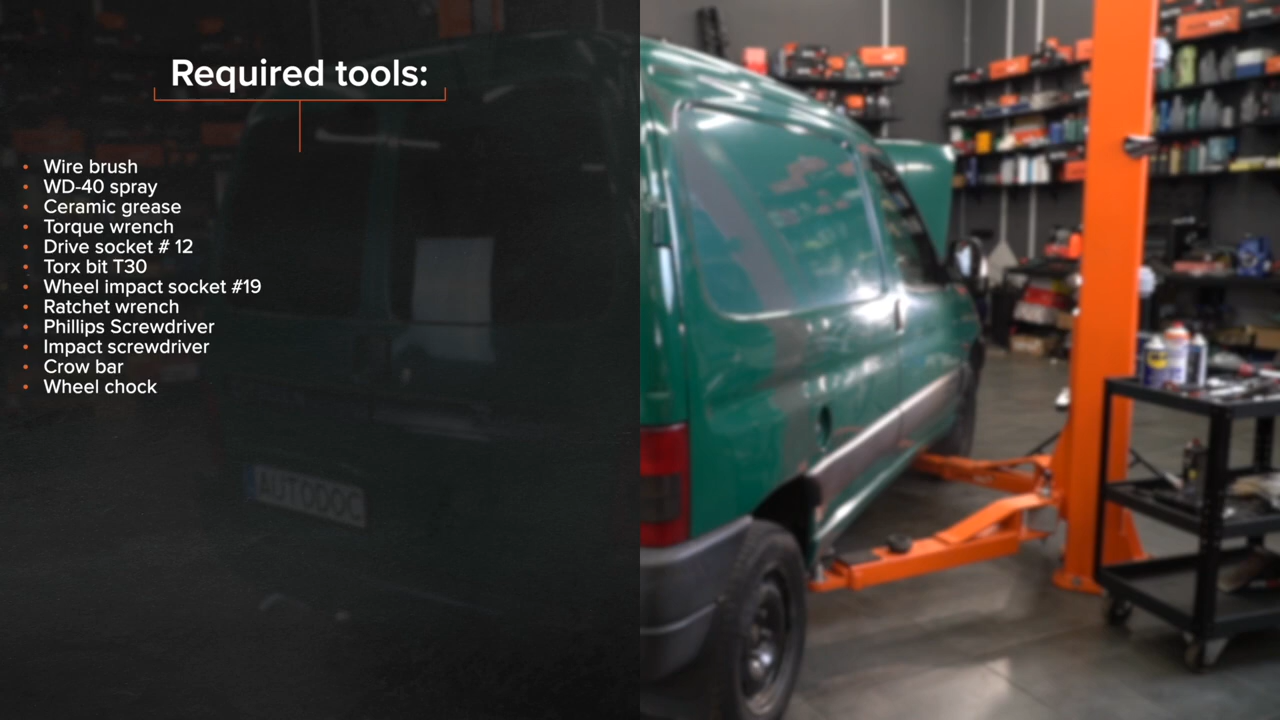 Required tools:
Wire brush
WD-40 spray
Ceramic grease
Torque wrench
Drive socket # 12
Torx bit T30
Wheel impact socket #19
Ratchet wrench
Phillips Screwdriver
Impact screwdriver
Crow bar
Wheel chock
AUTODOC